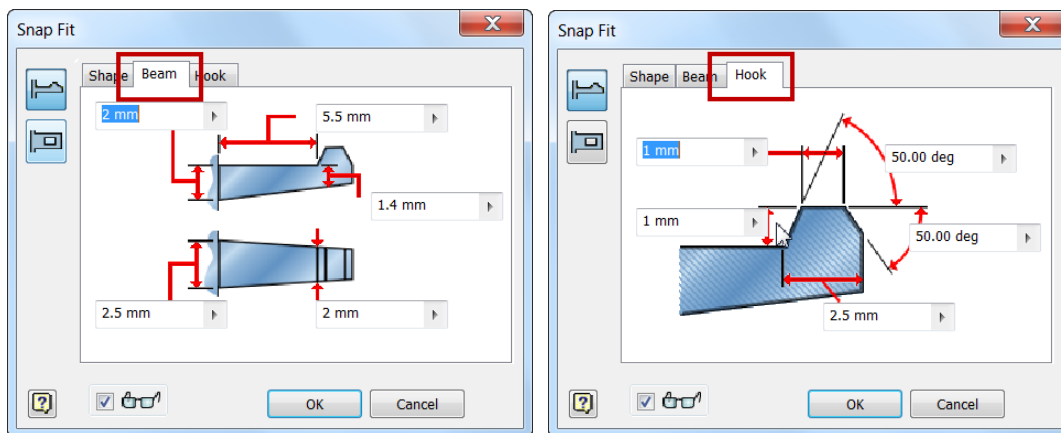 Snap Fit
Shape Beam Hook
2 mm
5.5 mm
1.4 mm
2.5 mm
2 mm
OK
Cancel
Snap Fit
Shape Beam Hook
1 mm
50.00 deg
1 mm
50.00 deg
2.5 mm
OK
Cancel